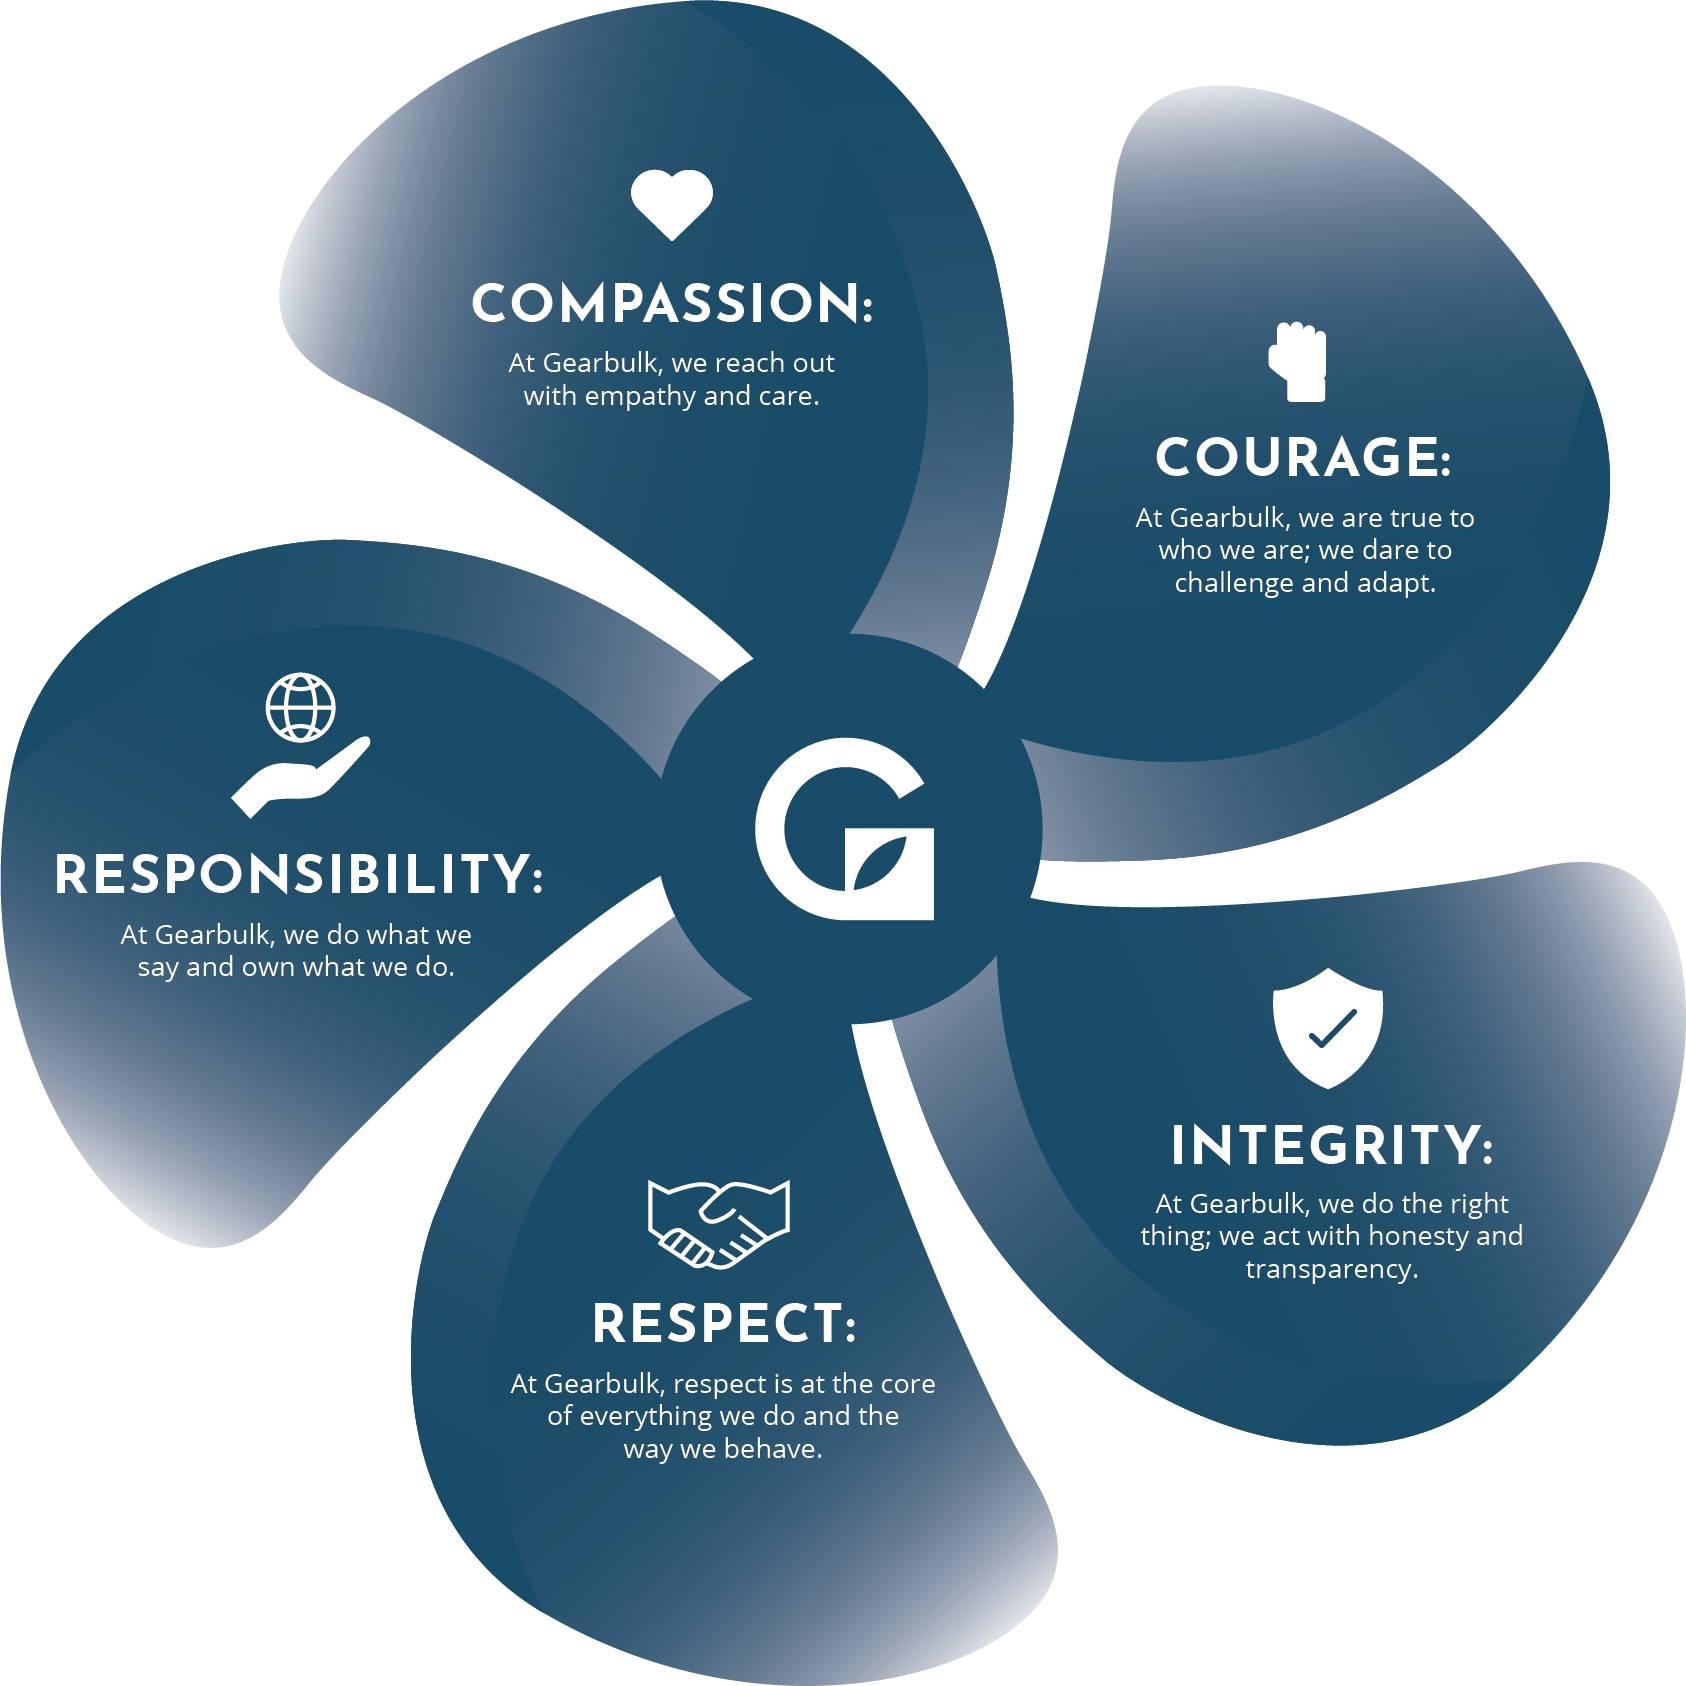 COMPASSION:
At Gearbulk, we reach out
with empathy and care.
COURAGE:
At Gearbulk, we are true to
who we are; we dare to
challenge and adapt.
RESPONSIBILITY:
At Gearbulk, we do what we
say and own what we do.
G
INTEGRITY:
At Gearbulk, we do the right
thing; we act with honesty and
transparency.
RESPECT:
At Gearbulk, respect is at the core
of everything we do and the
way we behave.